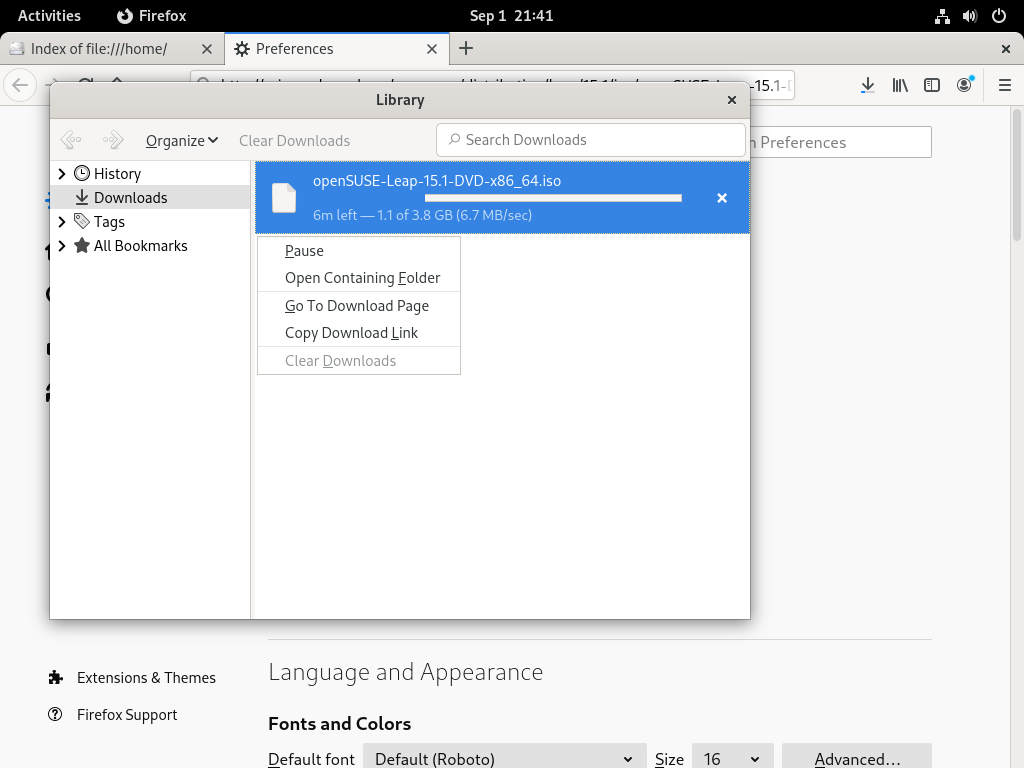 Activities
Firefox
Sep 1 21:41
Index of file:///home/
Preferences
15.1-
Library
Organize
Clear Downloads
Search Downloads
Preferences
History
Downloads
Tags
All Bookmarks
openSUSE-Leap-15.1-DVD-x86_64.iso
6m left — 1.1 of 3.8 GB (6.7 MB/sec)
Pause
Open Containing Folder
Go To Download Page
Copy Download Link
Clear Downloads
Extensions & Themes
Firefox Support
Language and Appearance
Fonts and Colors
Default font
Default (Roboto)
Size
16
Advanced...